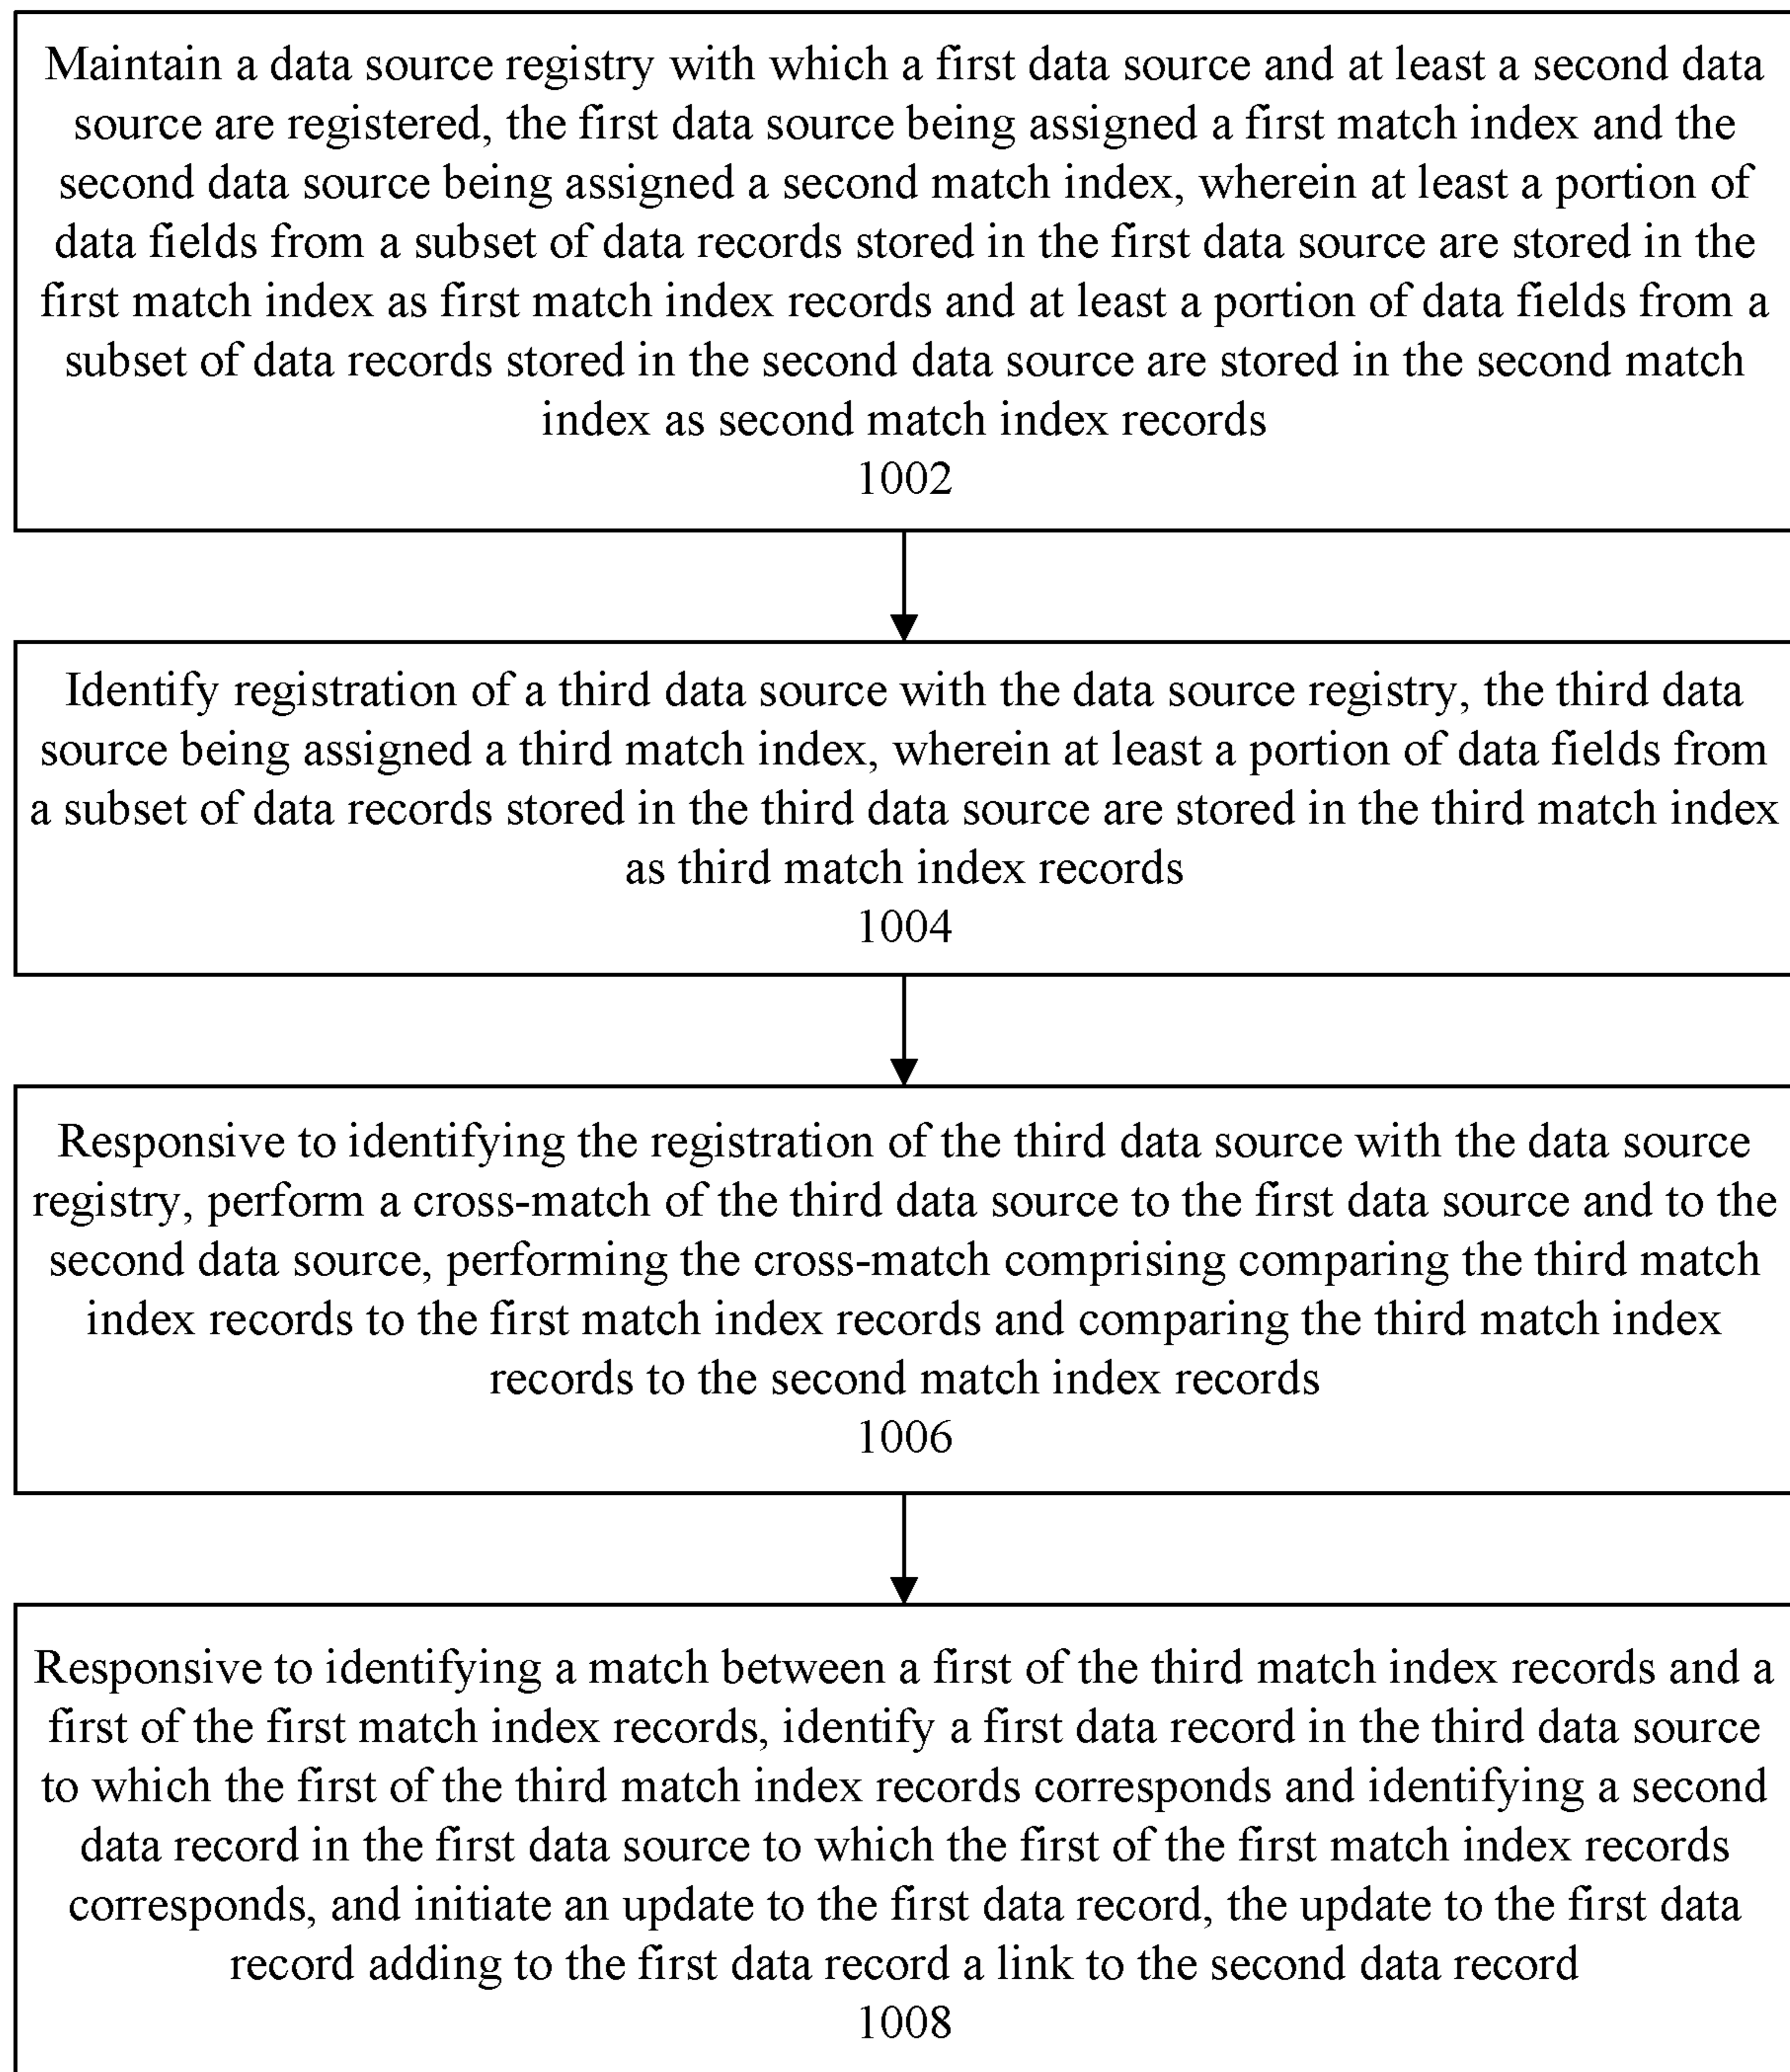 Maintain a data source registry with which a first data source and at least a second data
source are registered, the first data source being assigned a first match index and the
second data source being assigned a second match index, wherein at least a portion of
data fields from a subset of data records stored in the first data source are stored in the
first match index as first match index records and at least a portion of data fields from a
subset of data records stored in the second data source are stored in the second match
index as second match index records
1002
Identify registration of a third data source with the data source registry, the third data
source being assigned a third match index, wherein at least a portion of data fields from
a subset of data records stored in the third data source are stored in the third match index
as third match index records
1004
Responsive to identifying the registration of the third data source with the data source
registry, perform a cross-match of the third data source to the first data source and to the
second data source, performing the cross-match comprising comparing the third match
index records to the first match index records and comparing the third match index
records to the second match index records
1006
Responsive to identifying a match between a first of the third match index records and a
first of the first match index records, identify a first data record in the third data source
to which the first of the third match index records corresponds and identifying a second
data record in the first data source to which the first of the first match index records
corresponds, and initiate an update to the first data record, the update to the first data
record adding to the first data record a link to the second data record
1008